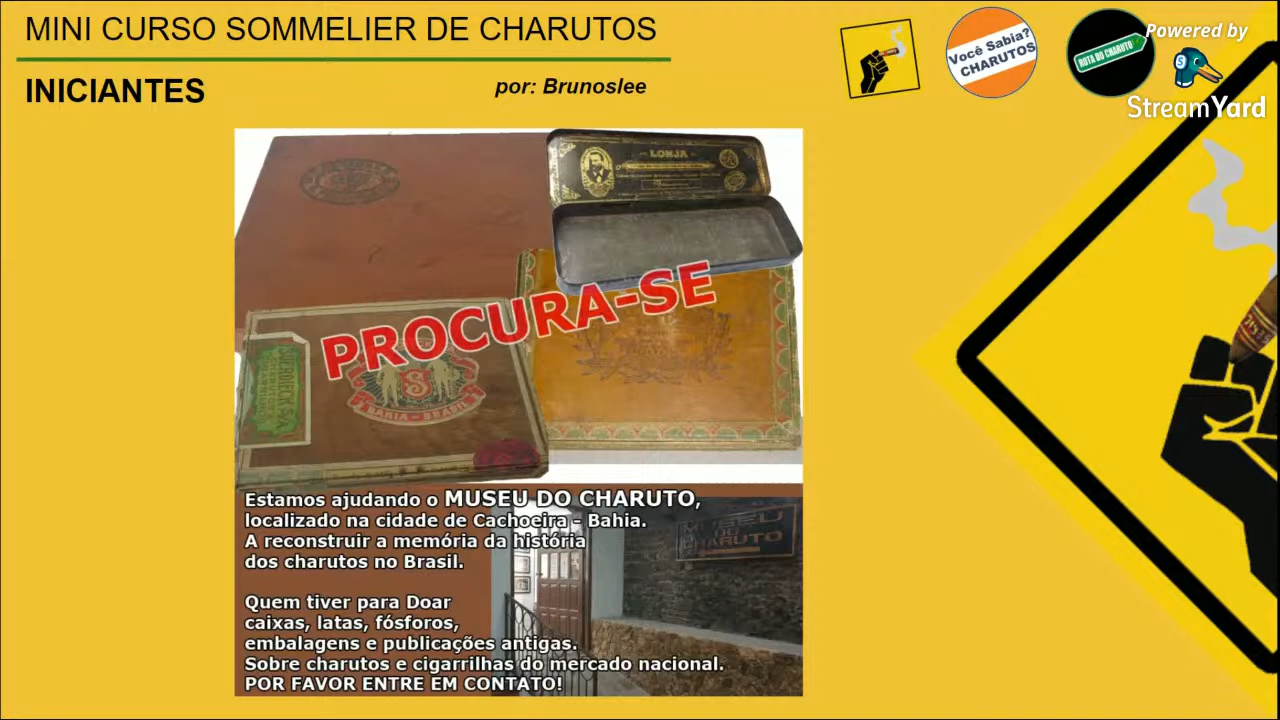 MINI CURSO SOMMELIER DE CHARUTOS
INICIANTES
por: Brunoslee
Você Sabia?
CHARUTOS
ROTA DO CHARUTO
Powered by
StreamYard
LONJA
PROCURA-SE
S
BAHIA - BRASIL
Estamos ajudando o MUSEU DO CHARUTO,
localizado na cidade de Cachoeira - Bahia.
A reconstruir a memória da história
dos charutos no Brasil.
MUSEU
DO
CHARUTO
Quem tiver para Doar
caixas, latas, fósforos,
embalagens e publicações antigas.
Sobre charutos e cigarrilhas do mercado nacional.
POR FAVOR ENTRE EM CONTATO!